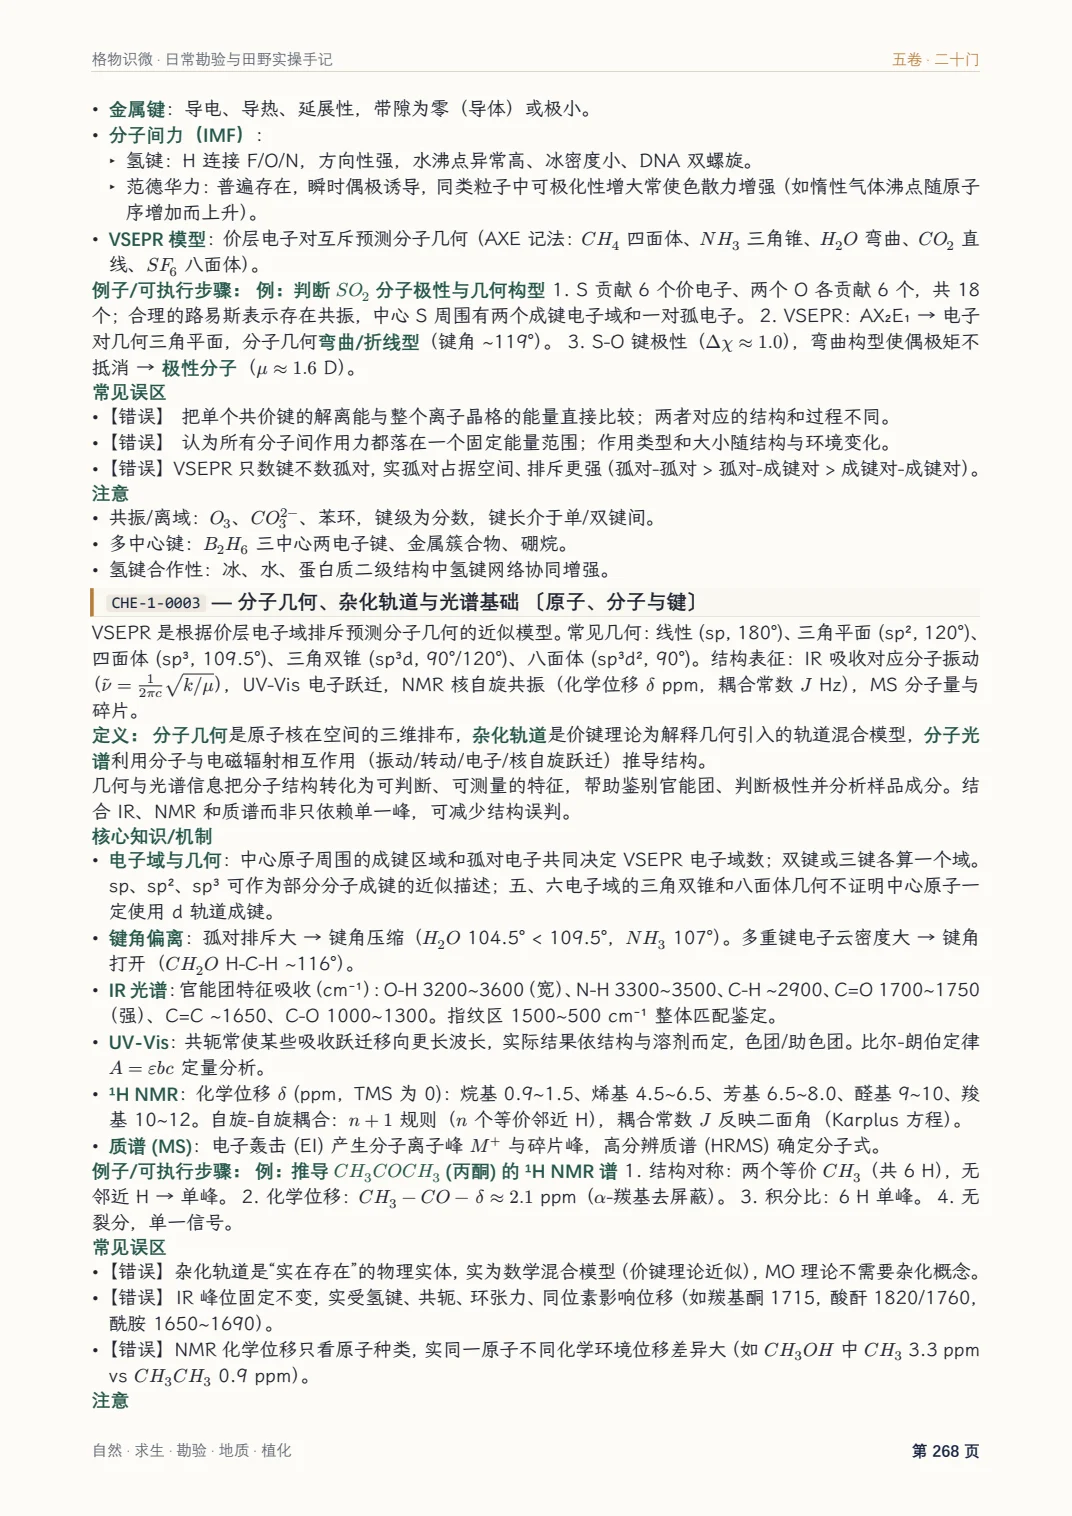 格物识微 · 日常勘验与田野实操手记
五卷 · 二十门
• 金属键：导电、导热、延展性，带隙为零（导体）或极小。
• 分子间力（IMF）：
‣ 氢键：H 连接 F/O/N，方向性强，水沸点异常高、冰密度小、DNA 双螺旋。
‣ 范德华力：普遍存在，瞬时偶极诱导，同类粒子中可极化性增大常使色散力增强（如惰性气体沸点随原子
序增加而上升）。
• VSEPR 模型：价层电子对互斥预测分子几何（AXE 记法：$CH_4$ 四面体、$NH_3$ 三角锥、$H_2O$ 弯曲、$CO_2$ 直
线、$SF_6$ 八面体）。
例子/可执行步骤： 例：判断 $SO_2$ 分子极性与几何构型 1. S 贡献 6 个价电子、两个 O 各贡献 6 个，共 18
个；合理的路易斯表示存在共振，中心 S 周围有两个成键电子域和一对孤电子。 2. VSEPR：AX₂E₁ → 电子
对几何三角平面，分子几何弯曲/折线型（键角 ~119°）。 3. S-O 键极性（$\Delta\chi \approx 1.0$），弯曲构型使偶极矩不
抵消 → 极性分子（$\mu \approx 1.6$ D）。
常见误区
• 【错误】 把单个共价键的解离能与整个离子晶格的能量直接比较；两者对应的结构和过程不同。
• 【错误】 认为所有分子间作用力都落在一个固定能量范围；作用类型和大小随结构与环境变化。
• 【错误】VSEPR 只数键不数孤对，实孤对占据空间、排斥更强（孤对-孤对 > 孤对-成键对 > 成键对-成键对）。
注意
• 共振/离域：$O_3$、$CO_3^{2-}$、苯环，键级为分数，键长介于单/双键间。
• 多中心键：$B_2H_6$ 三中心两电子键、金属簇合物、硼烷。
• 氢键合作性：冰、水、蛋白质二级结构中氢键网络协同增强。
CHE-1-0003 — 分子几何、杂化轨道与光谱基础 〔原子、分子与键〕
VSEPR 是根据价层电子域排斥预测分子几何的近似模型。常见几何：线性 (sp, 180°)、三角平面 (sp², 120°)、
四面体 (sp³, 109.5°)、三角双锥 (sp³d, 90°/120°)、八面体 (sp³d², 90°)。结构表征：IR 吸收对应分子振动
（$\tilde{\nu} = \frac{1}{2\pi c}\sqrt{k/\mu}$），UV-Vis 电子跃迁，NMR 核自旋共振（化学位移 $\delta$ ppm，耦合常数 $J$ Hz），MS 分子量与
碎片。
定义： 分子几何是原子核在空间的三维排布，杂化轨道是价键理论为解释几何引入的轨道混合模型，分子光
谱利用分子与电磁辐射相互作用（振动/转动/电子/核自旋跃迁）推导结构。
几何与光谱信息把分子结构转化为可判断、可测量的特征，帮助鉴别官能团、判断极性并分析样品成分。结
合 IR、NMR 和质谱而非只依赖单一峰，可减少结构误判。
核心知识/机制
• 电子域与几何：中心原子周围的成键区域和孤对电子共同决定 VSEPR 电子域数；双键或三键各算一个域。
sp、sp²、sp³ 可作为部分分子成键的近似描述；五、六电子域的三角双锥和八面体几何不证明中心原子一
定使用 d 轨道成键。
• 键角偏离：孤对排斥大 → 键角压缩（$H_2O$ 104.5° < 109.5°，$NH_3$ 107°）。多重键电子云密度大 → 键角
打开（$CH_2O$ H-C-H ~116°）。
• IR 光谱：官能团特征吸收 (cm⁻¹)：O-H 3200~3600 (宽)、N-H 3300~3500、C-H ~2900、C=O 1700~1750
（强）、C=C ~1650、C-O 1000~1300。指纹区 1500~500 cm⁻¹ 整体匹配鉴定。
• UV-Vis：共轭常使某些吸收跃迁移向更长波长，实际结果依结构与溶剂而定，色团/助色团。比尔-朗伯定律
$A = \varepsilon bc$ 定量分析。
• ¹H NMR：化学位移 $\delta$ (ppm，TMS 为 0)：烷基 0.9~1.5、烯基 4.5~6.5、芳基 6.5~8.0、醛基 9~10、羧
基 10~12。自旋-自旋耦合：$n+1$ 规则（$n$ 个等价邻近 H），耦合常数 $J$ 反映二面角（Karplus 方程）。
• 质谱 (MS)：电子轰击 (EI) 产生分子离子峰 $M^+$ 与碎片峰，高分辨质谱 (HRMS) 确定分子式。
例子/可执行步骤： 例：推导 $CH_3COCH_3$ (丙酮) 的 ¹H NMR 谱 1. 结构对称：两个等价 $CH_3$（共 6 H），无
邻近 H → 单峰。 2. 化学位移：$CH_3-CO-\delta \approx 2.1$ ppm（$\alpha$-羰基去屏蔽）。 3. 积分比：6 H 单峰。 4. 无
裂分，单一信号。
常见误区
• 【错误】杂化轨道是“实在存在”的物理实体，实为数学混合模型（价键理论近似），MO 理论不需要杂化概念。
• 【错误】IR 峰位固定不变，实受氢键、共轭、环张力、同位素影响位移（如羰基酮 1715，酸酐 1820/1760，
酰胺 1650~1690）。
• 【错误】NMR 化学位移只看原子种类，实同一原子不同化学环境位移差异大（如 $CH_3OH$ 中 $CH_3$ 3.3 ppm
vs $CH_3CH_3$ 0.9 ppm）。
注意
自然 · 求生 · 勘验 · 地质 · 植化
第 268 页